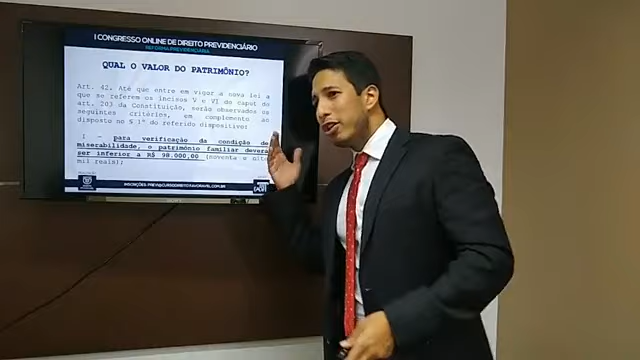 I CONGRESSO ONLINE DE DIREITO PREVIDENCIÁRIO
REFORMA PREVIDENCIÁRIA
QUAL O VALOR DO PATRIMÔNIO?
Art. 42. Até que entre em vigor a nova lei a
que se referem os incisos V e VI do caput do
art. 203 da Constituição, serão observados os
seguintes critérios, em complemento ao
disposto no § 1º do referido dispositivo:
I - para verificação da condição de
miserabilidade, o patrimônio familiar deverá
ser inferior a R$ 98.000,00 (noventa e oito
mil reais);